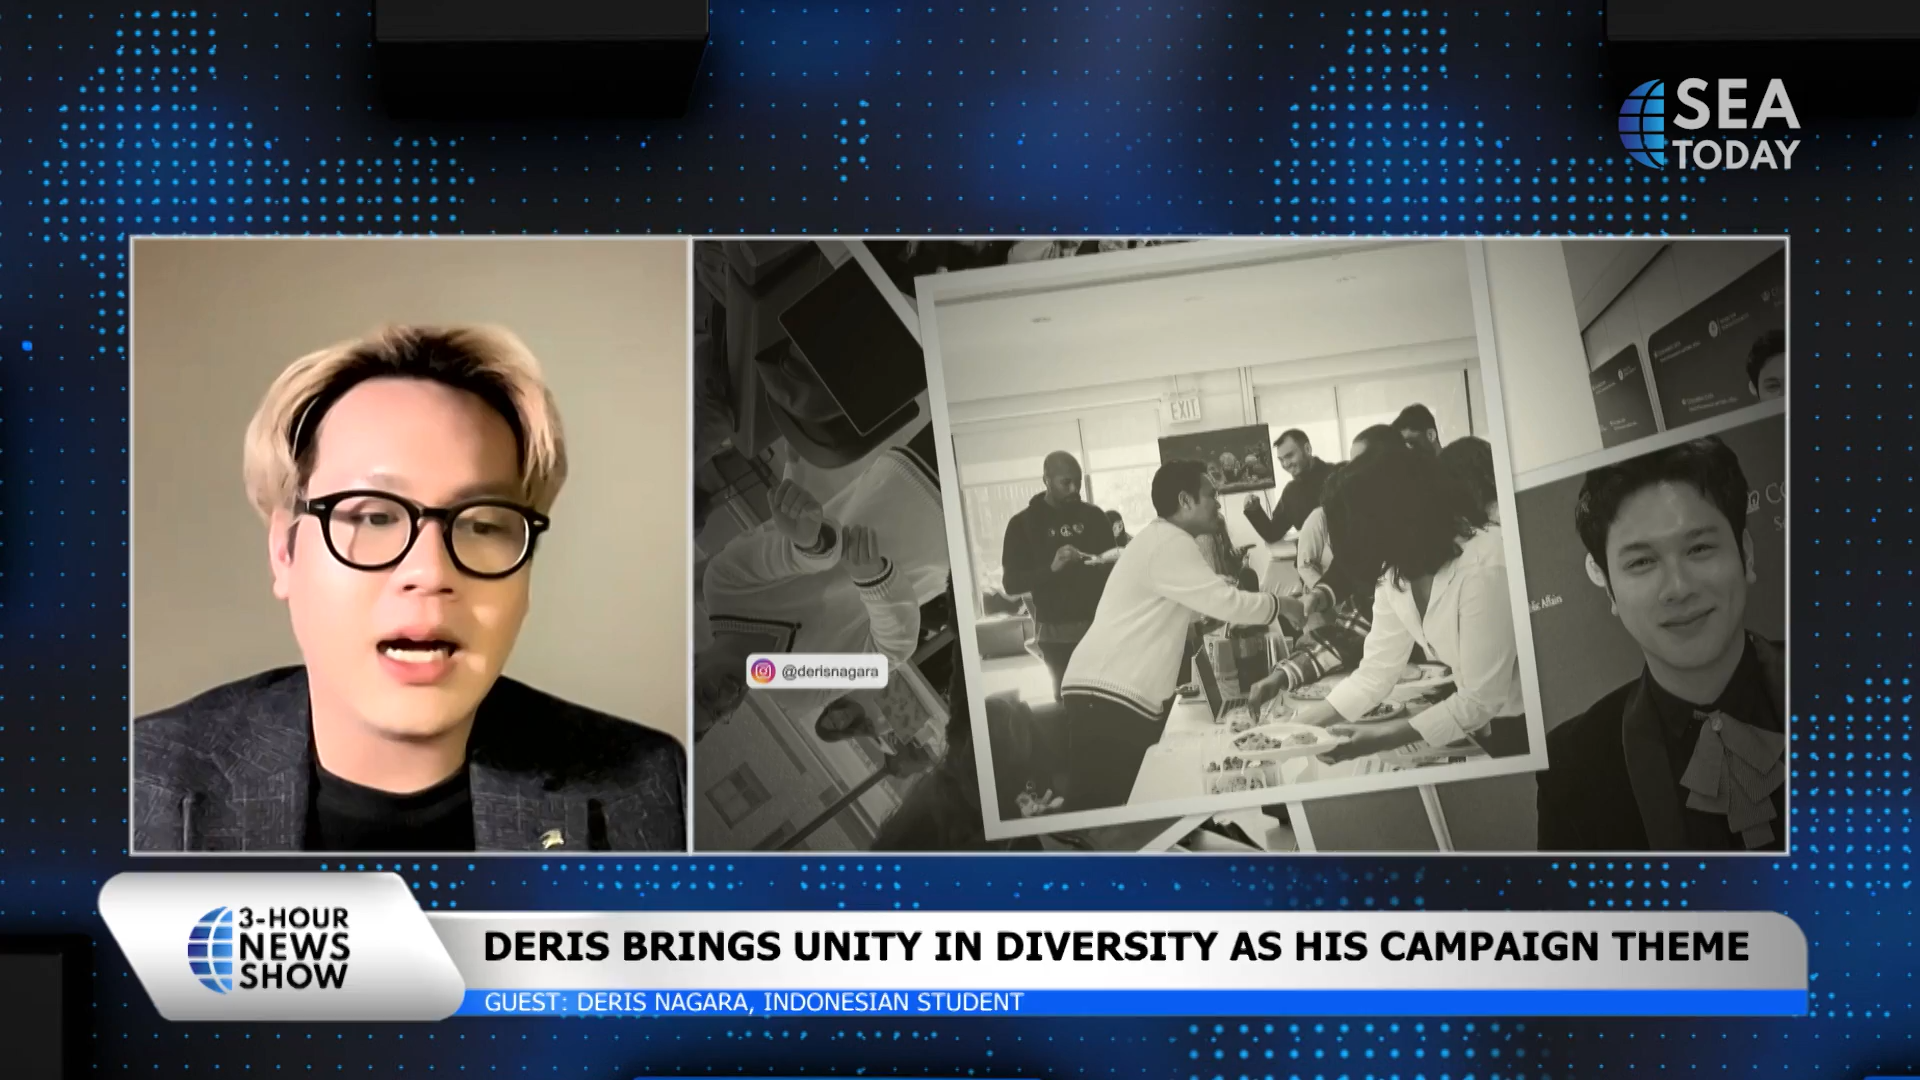 SEA
TODAY
EXIT
@derisnagara
3-HOUR
NEWS
SHOW
DERIS BRINGS UNITY IN DIVERSITY AS HIS CAMPAIGN THEME
GUEST: DERIS NAGARA, INDONESIAN STUDENT